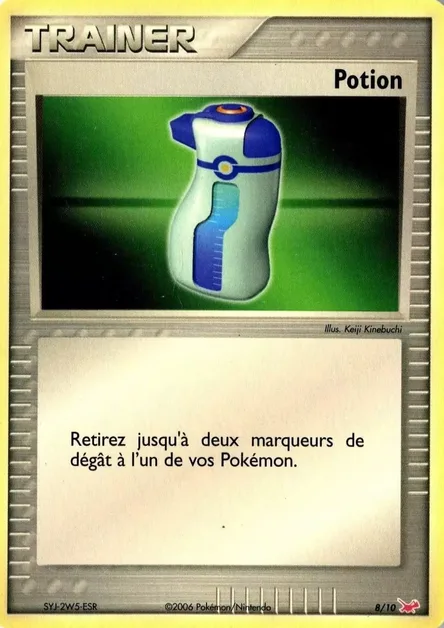 TRAINER
Potion
Illus. Keiji Kinebuchi
Retirez jusqu'à deux marqueurs de
dégât à l'un de vos Pokémon.
SYJ-2W5-ESR ©2006 Pokémon/Nintendo 8/10